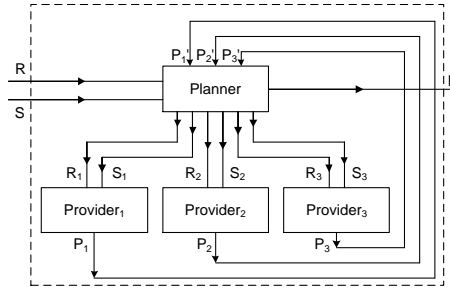 P₁' P₂' P₃'
R
Planner
S
R₁ S₁ R₂ S₂ R₃ S₃
Provider₁ Provider₂ Provider₃
P₁ P₂ P₃